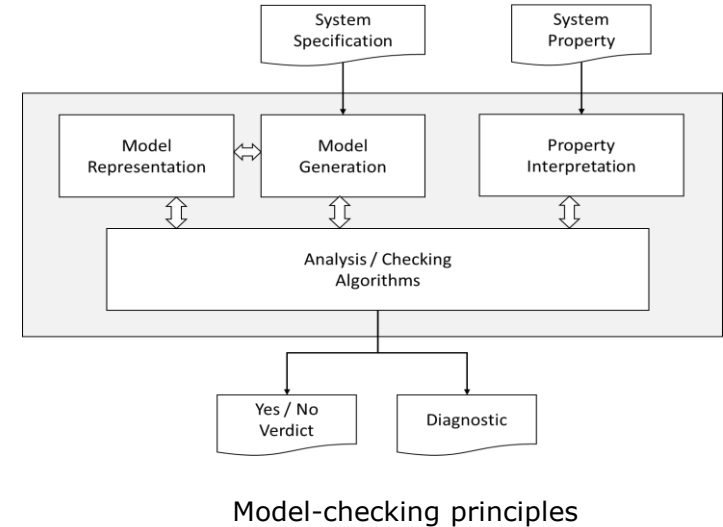 System
Specification
System
Property
Model
Representation
Model
Generation
Property
Interpretation
Analysis / Checking
Algorithms
Yes / No
Verdict
Diagnostic
Model-checking principles